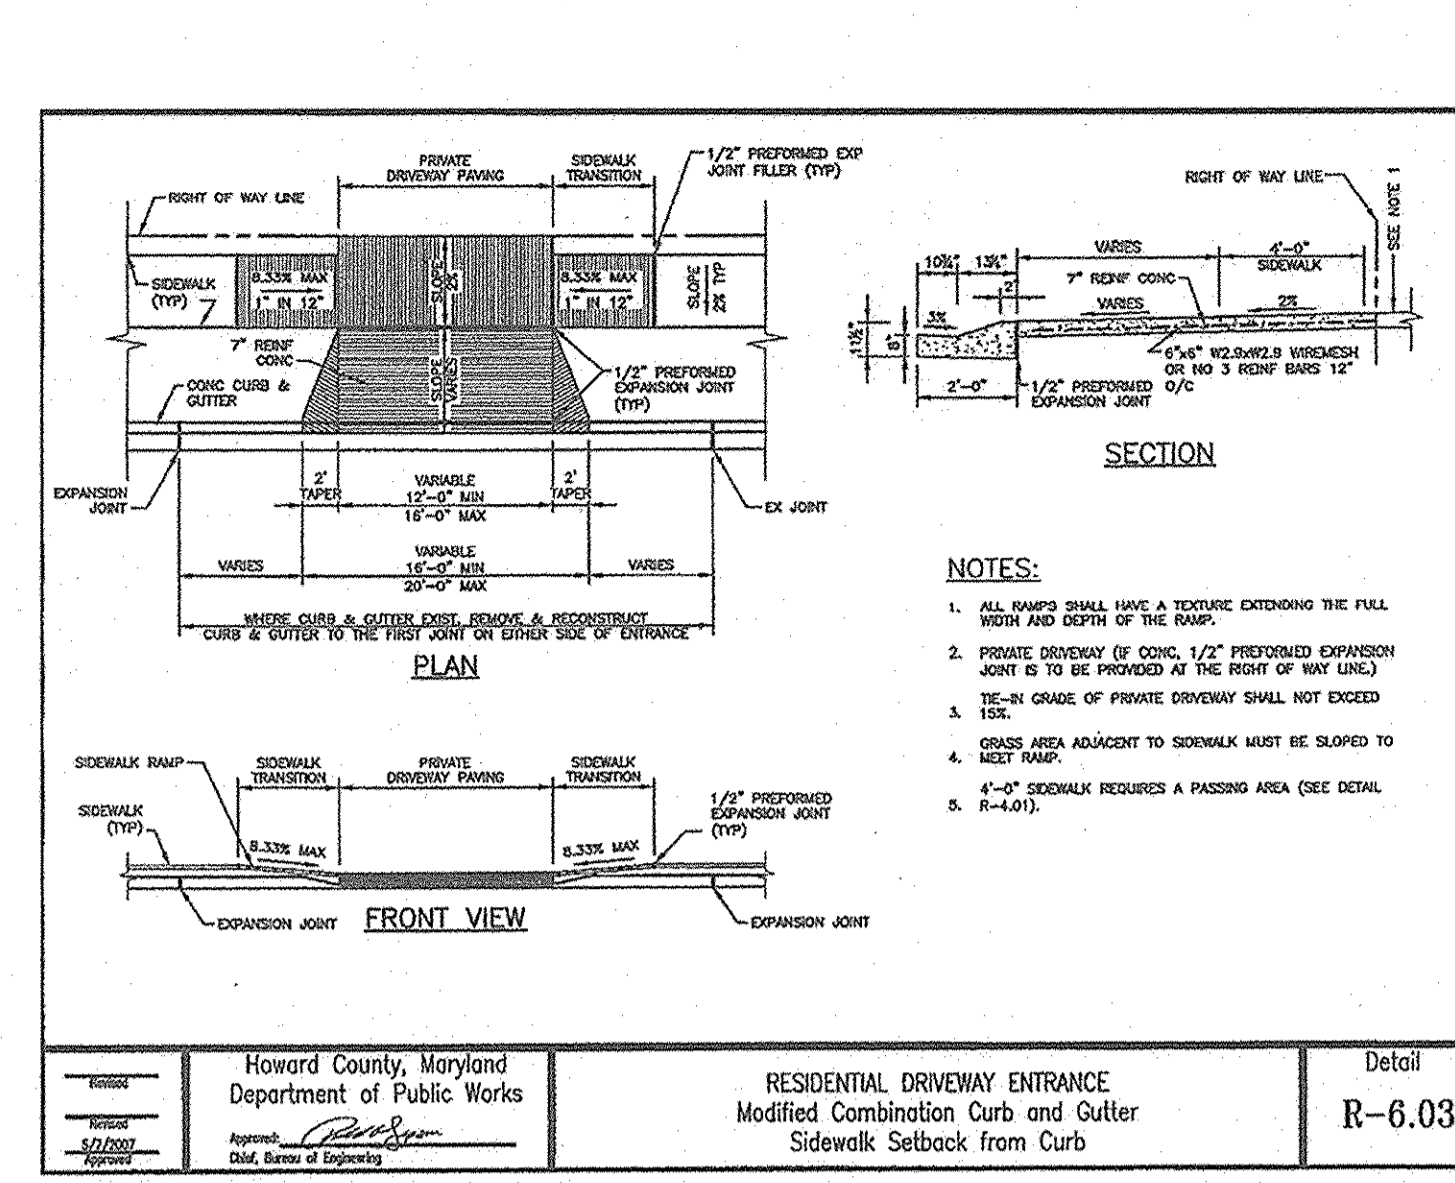 PRIVATE
DRIVEWAY PAVING
SIDEWALK
TRANSITION
1/2" PREFORMED EXP
JOINT FILLER (TYP)
RIGHT OF WAY LINE
SIDEWALK
(TYP)
8.33% MAX
1" IN 12"
SLOPE
2%
8.33% MAX
1" IN 12"
SLOPE
2% TYP
7" REINF
CONC
SLOPE
VARIES
1/2" PREFORMED
EXPANSION JOINT
(TYP)
CONC CURB &
GUTTER
EXPANSION
JOINT
2'
TAPER
VARIABLE
12'-0" MIN
16'-0" MAX
2'
TAPER
EX JOINT
VARIES
VARIABLE
16'-0" MIN
20'-0" MAX
VARIES
WHERE CURB & GUTTER EXIST, REMOVE & RECONSTRUCT
CURB & GUTTER TO THE FIRST JOINT ON EITHER SIDE OF ENTRANCE
PLAN
RIGHT OF WAY LINE
SEE NOTE 1
VARIES
4'-0"
SIDEWALK
10¾"
13¼"
2
7" REINF CONC
3%
VARIES
2%
11½"
8"
6"x6" W2.9xW2.9 WIREMESH
OR NO 3 REINF BARS 12"
O/C
2'-0"
1/2" PREFORMED
EXPANSION JOINT
SECTION
NOTES:
1. ALL RAMPS SHALL HAVE A TEXTURE EXTENDING THE FULL
WIDTH AND DEPTH OF THE RAMP.
2. PRIVATE DRIVEWAY (IF CONC, 1/2" PREFORMED EXPANSION
JOINT IS TO BE PROVIDED AT THE RIGHT OF WAY LINE.)
TIE-IN GRADE OF PRIVATE DRIVEWAY SHALL NOT EXCEED
3. 15%.
GRASS AREA ADJACENT TO SIDEWALK MUST BE SLOPED TO
4. MEET RAMP.
4'-0" SIDEWALK REQUIRES A PASSING AREA (SEE DETAIL
5. R-4.01).
SIDEWALK RAMP
SIDEWALK
TRANSITION
PRIVATE
DRIVEWAY PAVING
SIDEWALK
TRANSITION
SIDEWALK
(TYP)
1/2" PREFORMED
EXPANSION JOINT
(TYP)
8.33% MAX
8.33% MAX
EXPANSION JOINT
FRONT VIEW
EXPANSION JOINT
Revised
Revised
5/7/2007
Approved
Howard County, Maryland
Department of Public Works
Approved:
Chief, Bureau of Engineering
RESIDENTIAL DRIVEWAY ENTRANCE
Modified Combination Curb and Gutter
Sidewalk Setback from Curb
Detail
R-6.03